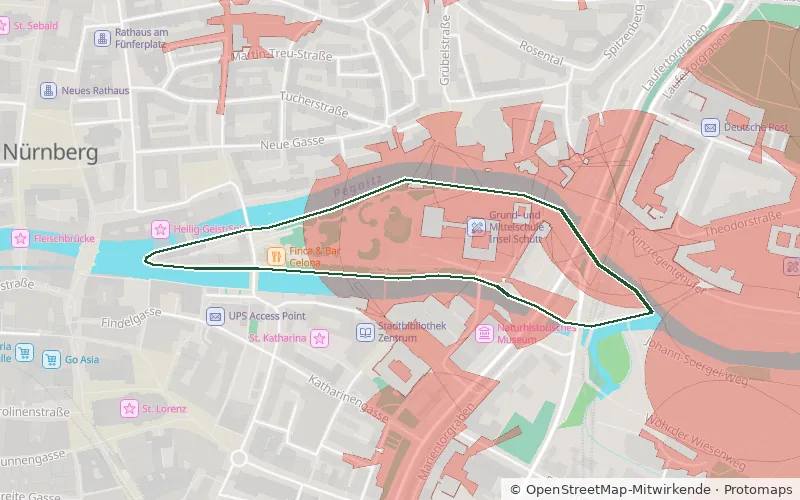 St. Sebald
Rathaus am
Fünferplatz
Martin-Treu-Straße
Grübelstraße
Rosental
Spitzenberg
Laufertorgraben
Laufertorgraben
Neues Rathaus
Tucherstraße
Neue Gasse
Deutsche Post
Nürnberg
Pegnitz
Heilig-Geist-Spi
Fleischbrücke
Grund- und
Mittelschule
Insel Schütt
Theodorstraße
Prinzregentenufer
Finca & Bar
Celona
Findelgasse
UPS Access Point
St. Katharina
Stadtbibliothek
Zentrum
Naturhistorisches
Museum
Go Asia
Johann-Soergel-Weg
Katharinengasse
St. Lorenz
Marientorgraben
Wöhrder Wiesenweg
© OpenStreetMap-Mitwirkende · Protomaps